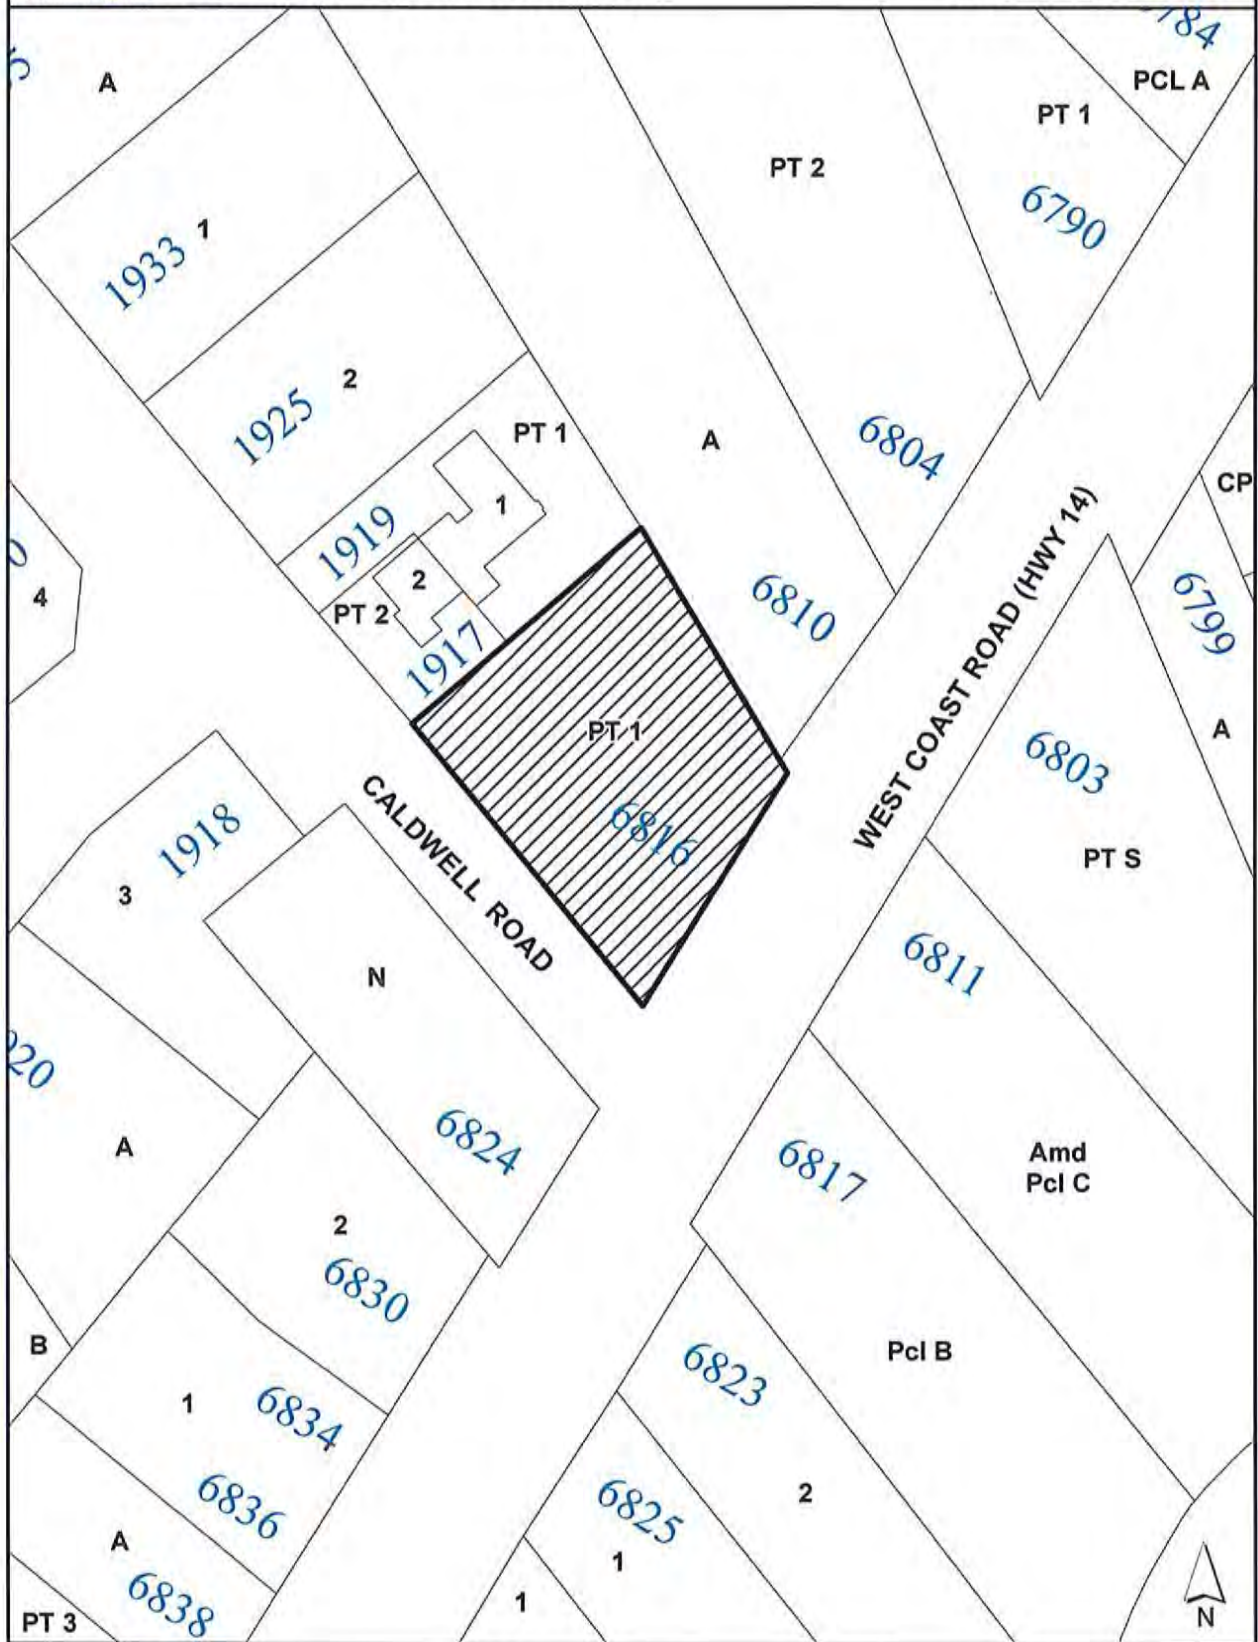 A
PCL A
PT 1
PT 2
6790
1
1933
2
1925
PT 1
A
6804
CP
1
1919
2
4
PT 2
6810
6799
1917
WEST COAST ROAD (HWY 14)
PT 1
A
6803
6816
CALDWELL ROAD
1918
PT S
3
6811
N
6824
A
6817
Amd
Pcl C
2
6830
B
Pcl B
6823
1
6834
6836
2
6825
A
1
6838
1
PT 3
N